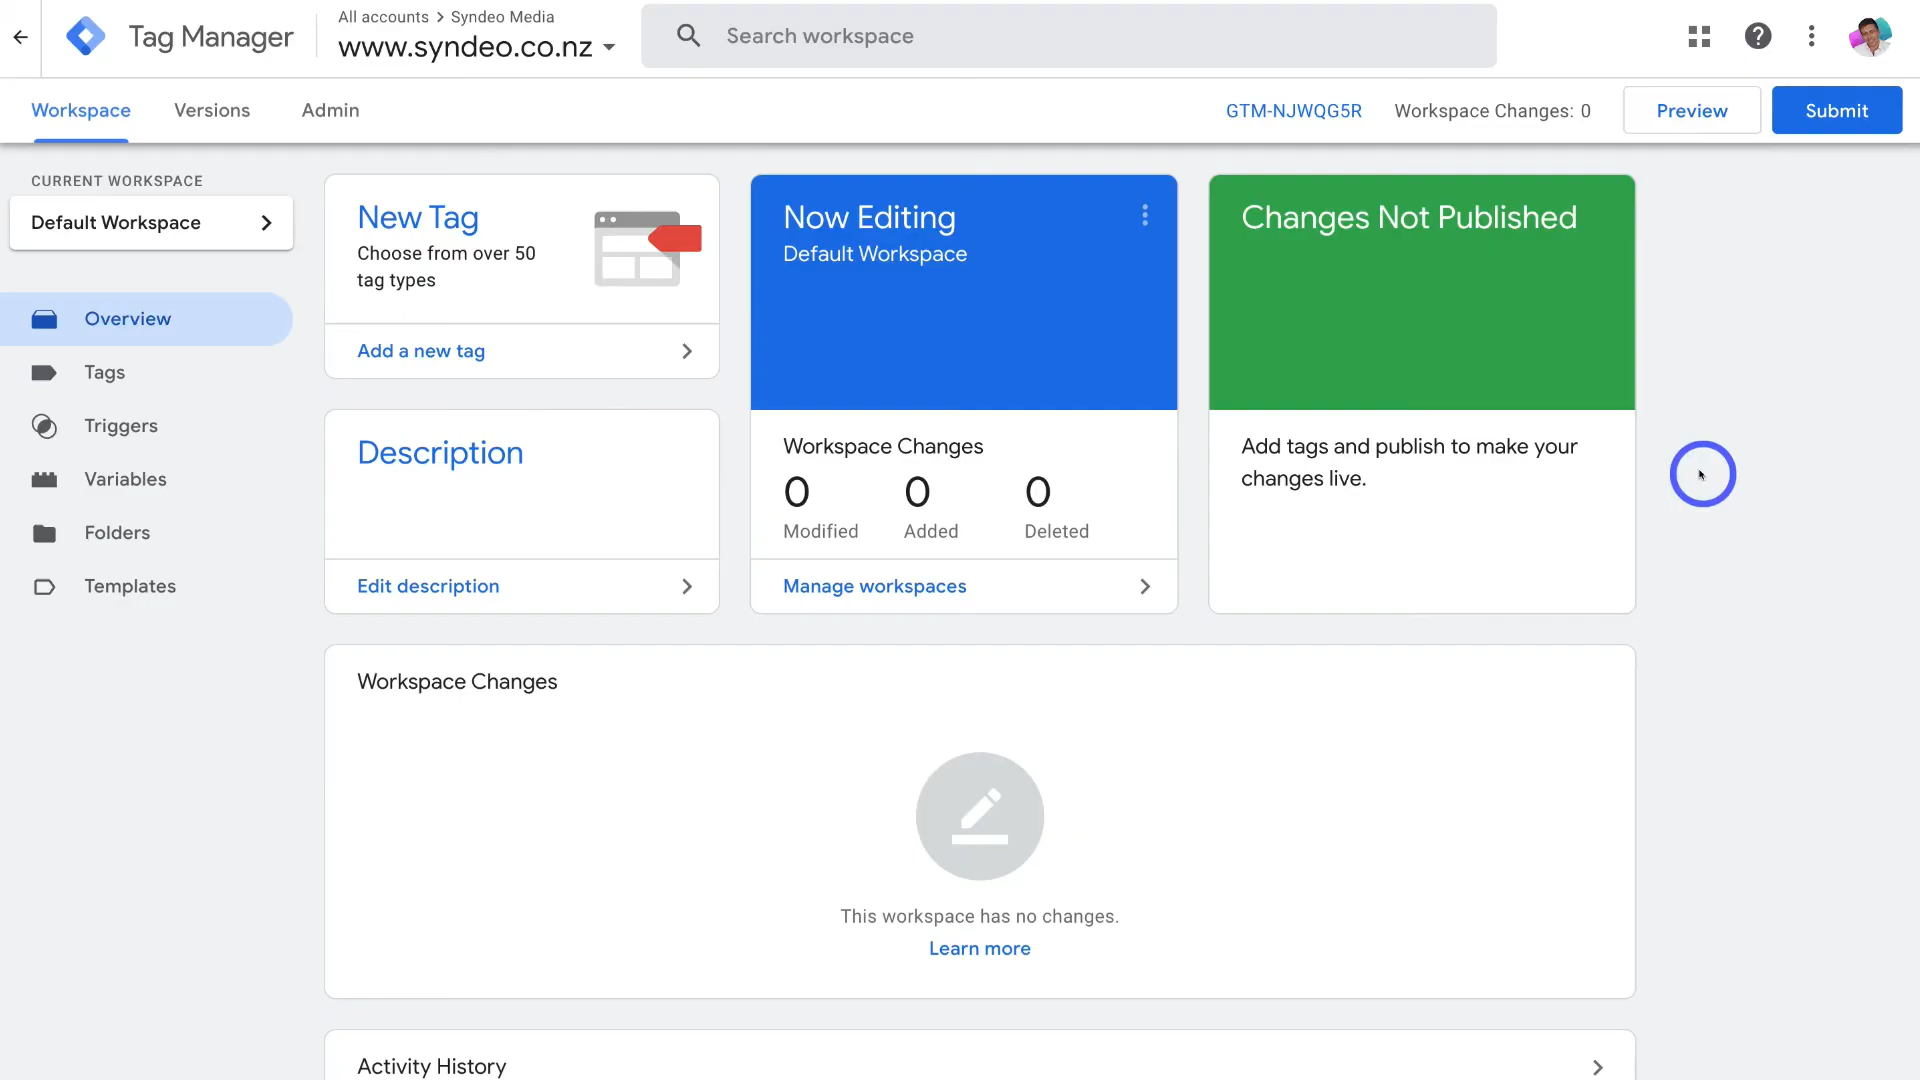 Tag Manager
All accounts > Syndeo Media
www.syndeo.co.nz
Search workspace
Workspace
Versions
Admin
GTM-NJWQG5R
Workspace Changes: 0
Preview
Submit
CURRENT WORKSPACE
Default Workspace
Overview
Tags
Triggers
Variables
Folders
Templates
New Tag
Choose from over 50
tag types
Add a new tag
Description
Edit description
Now Editing
Default Workspace
Workspace Changes
0 0 0
Modified Added Deleted
Manage workspaces
Changes Not Published
Add tags and publish to make your
changes live.
Workspace Changes
This workspace has no changes.
Learn more
Activity History